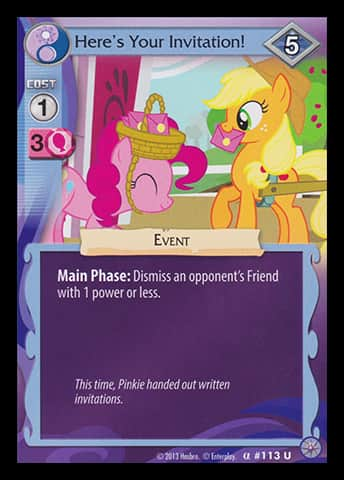 Here's Your Invitation!
5
COST
1
3
EVENT
Main Phase: Dismiss an opponent's Friend
with 1 power or less.
This time, Pinkie handed out written
invitations.
© 2013 Hasbro. © Enterplay. α #113 U